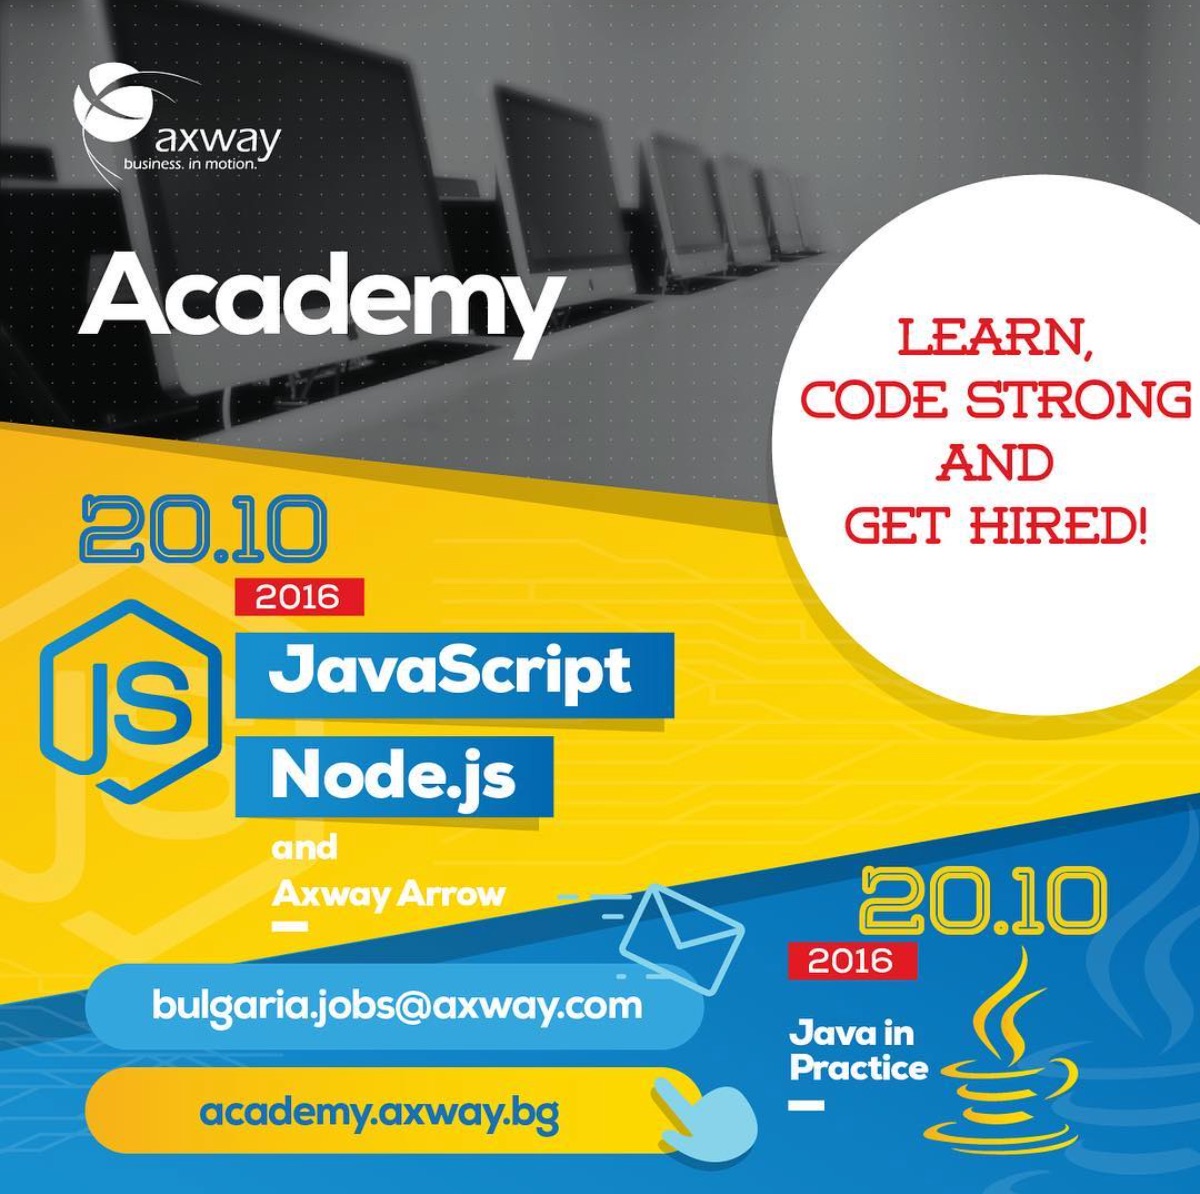 axway
business. in motion.
Academy
LEARN,
CODE STRONG
AND
GET HIRED!
20.10
2016
JS
JavaScript
Node.js
and
Axway Arrow
20.10
2016
Java in
Practice
bulgaria.jobs@axway.com
academy.axway.bg